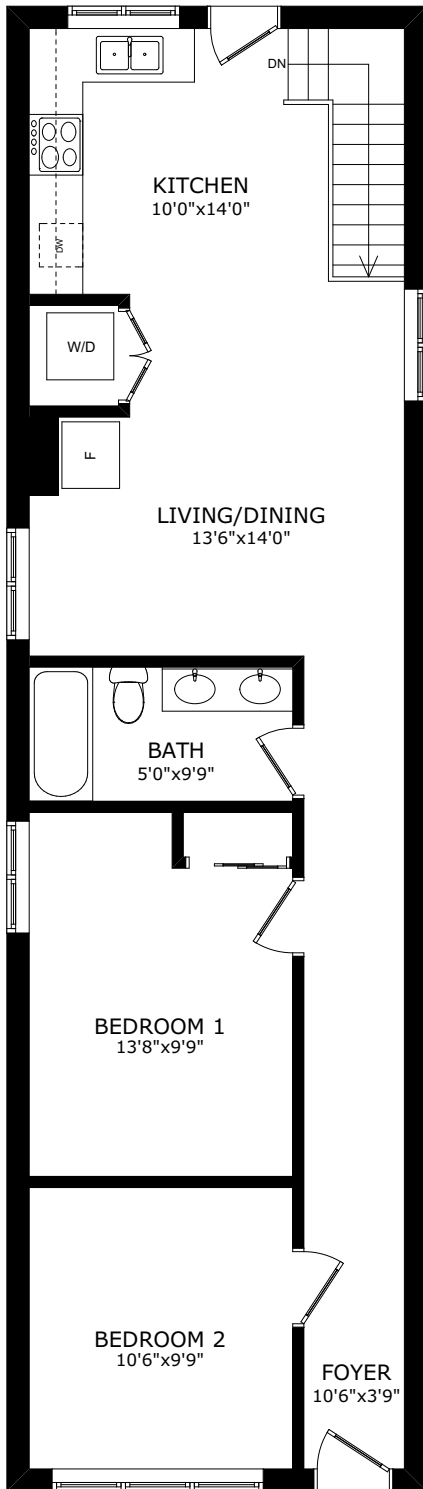 DN
KITCHEN
10'0"x14'0"
DW
W/D
F
LIVING/DINING
13'6"x14'0"
BATH
5'0"x9'9"
BEDROOM 1
13'8"x9'9"
BEDROOM 2
10'6"x9'9"
FOYER
10'6"x3'9"